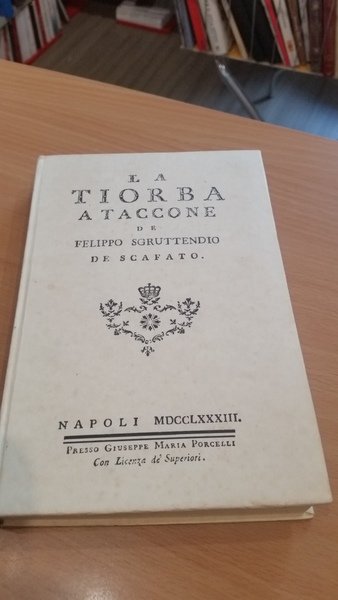 LA
TIORBA
A TACCONE
DE
FELIPPO SGRUTTENDIO
DE SCAFATO.
NAPOLI MDCCLXXXIII.
PRESSO GIUSEPPE MARIA PORCELLI
Con Licenza de' Superiori.